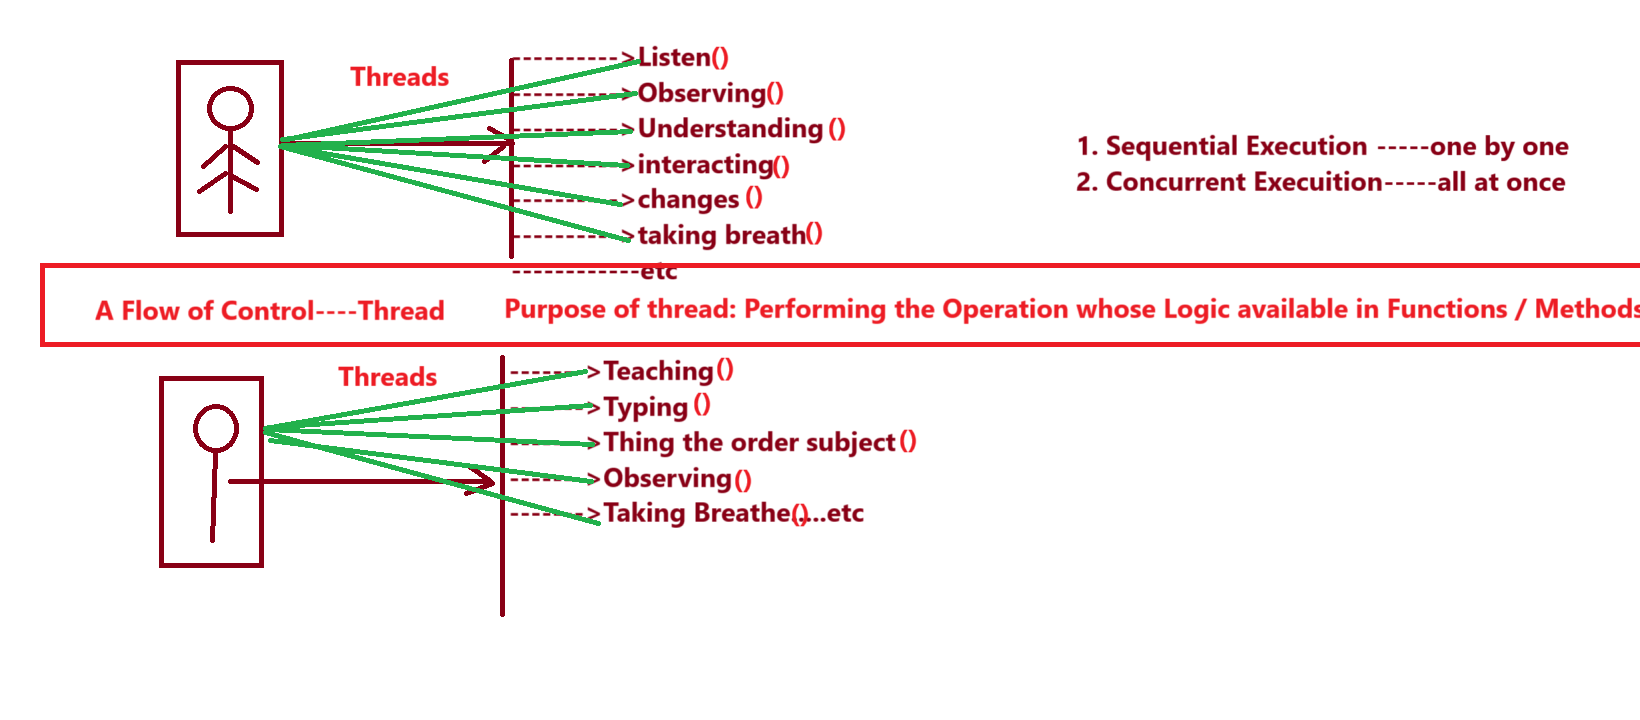 Threads
---------->Listen()
---------->Observing()
---------->Understanding ()
---------->interacting()
---------->changes ()
---------->taking breath()
------------etc
1. Sequential Execution -----one by one
2. Concurrent Execuition-----all at once
A Flow of Control----Thread
Purpose of thread: Performing the Operation whose Logic available in Functions / Methods
Threads
------->Teaching()
------->Typing ()
------->Thing the order subject()
------->Observing()
------->Taking Breathe()....etc